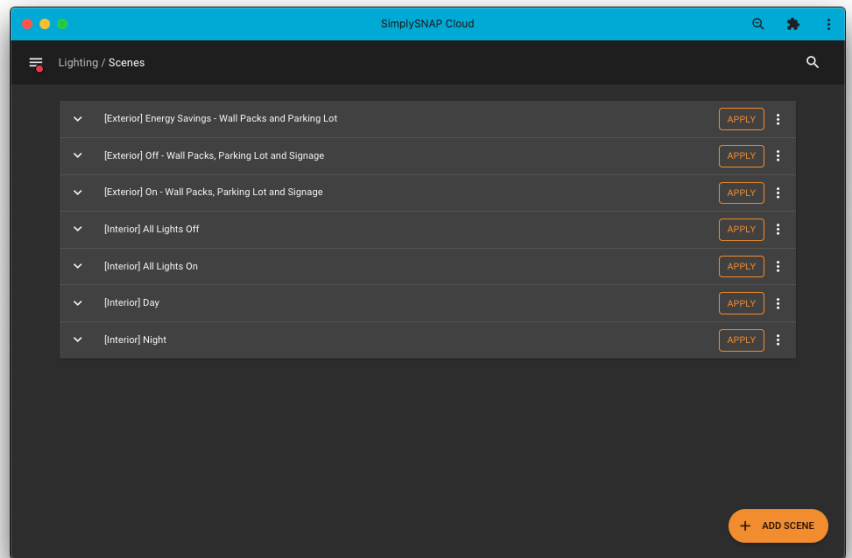 SimplySNAP Cloud
Lighting / Scenes
[Exterior] Energy Savings - Wall Packs and Parking Lot APPLY
[Exterior] Off - Wall Packs, Parking Lot and Signage APPLY
[Exterior] On - Wall Packs, Parking Lot and Signage APPLY
[Interior] All Lights Off APPLY
[Interior] All Lights On APPLY
[Interior] Day APPLY
[Interior] Night APPLY
+ ADD SCENE